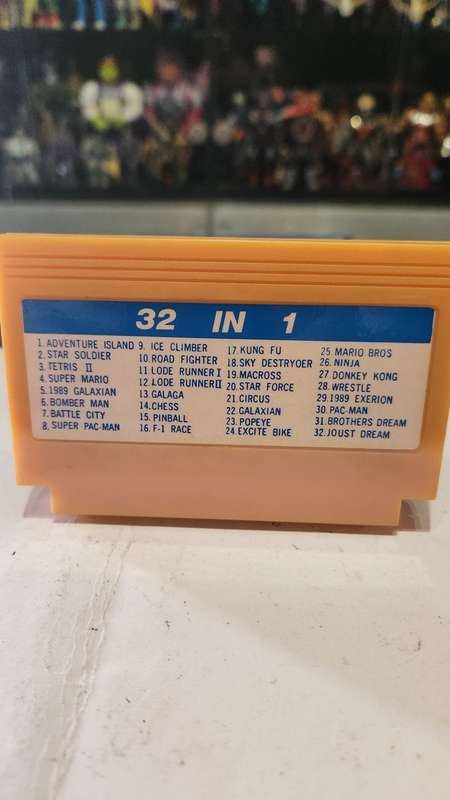 32 IN 1
1. ADVENTURE ISLAND
2. STAR SOLDIER
3. TETRIS II
4. SUPER MARIO
5. 1989 GALAXIAN
6. BOMBER MAN
7. BATTLE CITY
8. SUPER PAC-MAN
9. ICE CLIMBER
10. ROAD FIGHTER
11. LODE RUNNER I
12. LODE RUNNER II
13. GALAGA
14. CHESS
15. PINBALL
16. F-1 RACE
17. KUNG FU
18. SKY DESTRYOER
19. MACROSS
20. STAR FORCE
21. CIRCUS
22. GALAXIAN
23. POPEYE
24. EXCITE BIKE
25. MARIO BROS
26. NINJA
27. DONKEY KONG
28. WRESTLE
29. 1989 EXERION
30. PAC-MAN
31. BROTHERS DREAM
32. JOUST DREAM